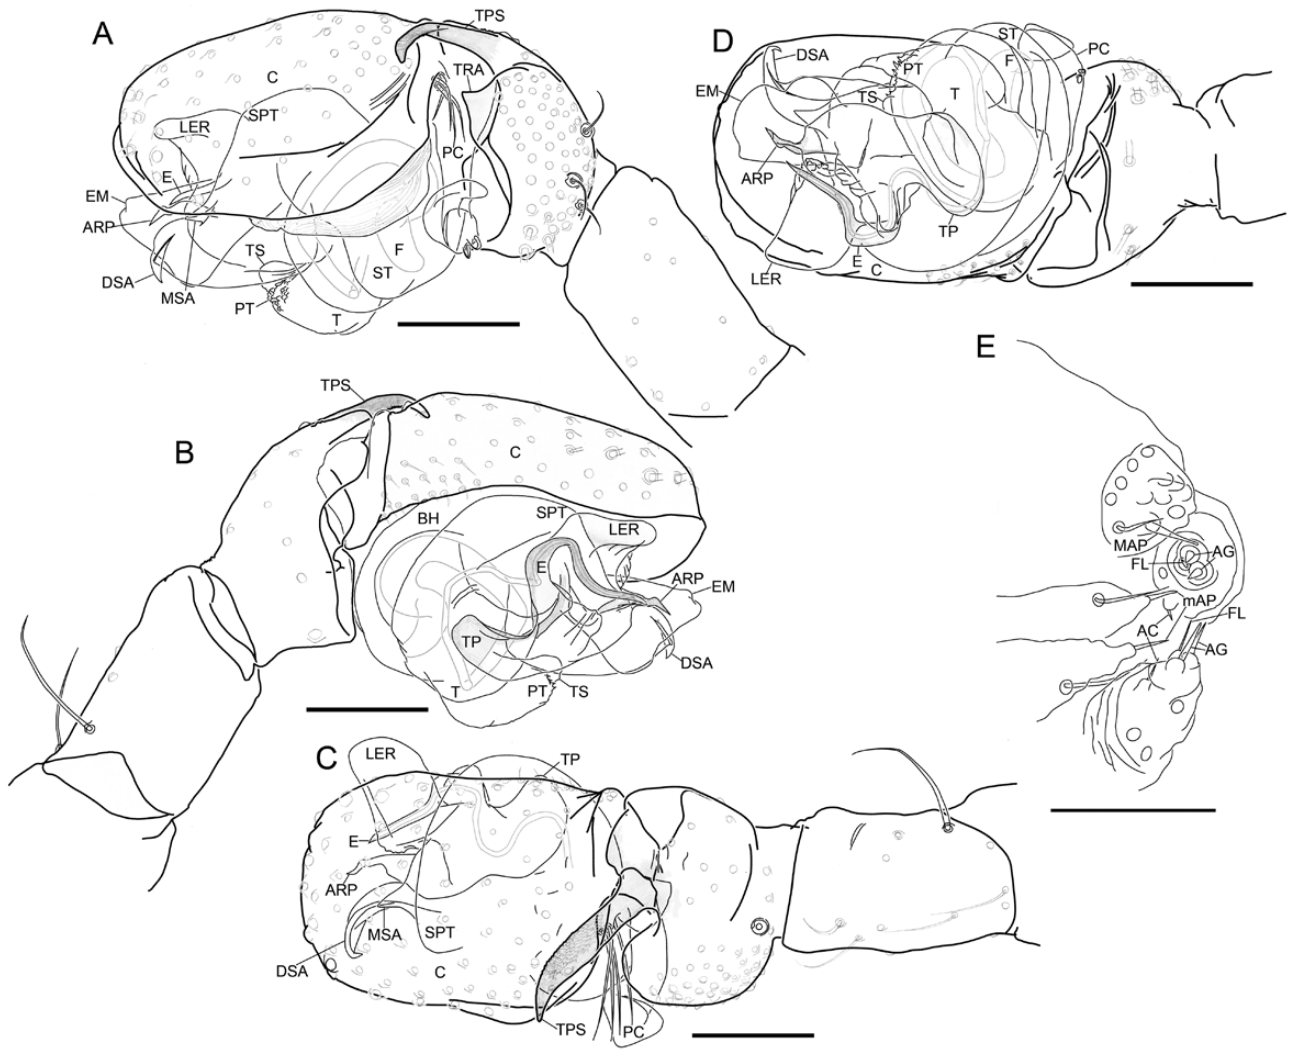 A
TPS
C
TRA
LER
SPT
PC
E
EM
ARP
TS
F
DSA
ST
MSA
PT
T
D
ST
DSA
PC
PT
F
EM
TS
T
ARP
TP
E
C
LER
B
TPS
C
BH
SPT
LER
E
ARP
EM
TP
DSA
T
PT
TS
C
LER
TP
E
ARP
MSA
SPT
DSA
C
TPS
PC
E
MAP
AG
FL
mAP
FL
AC
AG